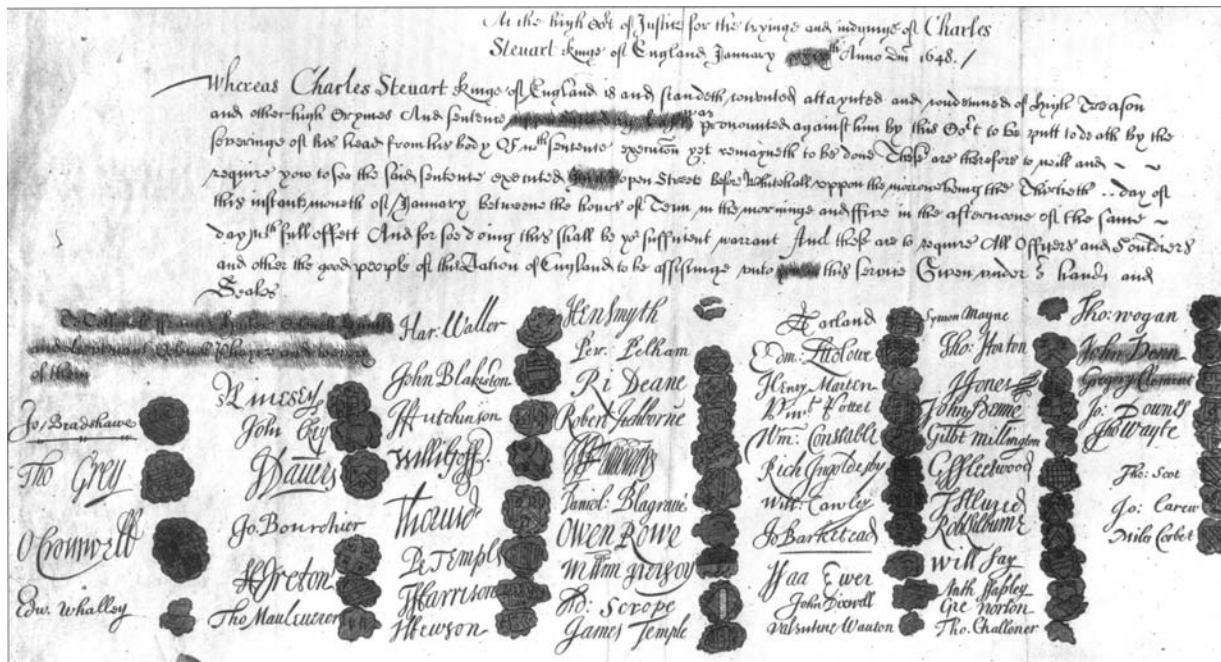 At the high Cort of Justice for the tryinge and iudginge of Charles
Steuart kinge of England January th Anno Dm 1648./
Whereas Charles Steuart kinge of England is and standeth convicted attaynted and condemned of high Treason
and other high Crymes And sentence was pronounced against him by this Cort to be putt to death by the
severinge of his head from his body Of wch sentence execucon yet remayneth to be done These are therefore to will and
require you to see the said sentence executed open Streete before Whitehall uppon the morrowe being the Thirtieth day of
this instante moneth of January betweene the houres of Tenn in the morninge and ffive in the afternoone of the same
day wth full effect And for soe doing this shall be yor sufficient warrant And these are to require All Officers and Souldiers
and other the good people of this Nation of England to be assistinge unto this service Given under or hands and
Seales
Jo Bradshawe
Tho Grey
O Cromwell
Edw. Whalley
M Livesey
John Okey
J Dauers
Jo. Bourchier
H Ireton
Tho Mauleverer
Har: Waller
John Blakiston
J Hutchinson
Willi Goff
Tho Pride
Pe Temple
T Harrison
J Hewson
Hen Smyth
Per: Pelham
Ri Deane
Robert Tichborne
Daniel Blagrave
Owen Rowe
William Purefoy
Ad: Scrope
James Temple
A Garland
Edm: Ludlowe
Henry Marten
Vint Potter
Wm: Constable
Rich Ingoldesby
Will: Cawley
Jo Barkstead
Isaa Ewer
John Dixwell
Valentine Wauton
Symon Mayne
Tho: Horton
J Jones
John Penne
Gilbt Millington
G Fleetwood
J Alured
Robt Lilburne
Will Say
Anth Stapley
Gre Norton
Tho. Challoner
Tho: Wogan
John Venn
Gregory Clement
Jo: Downes
Tho Wayte
Tho: Scot
Jo: Carew
Miles Corbet